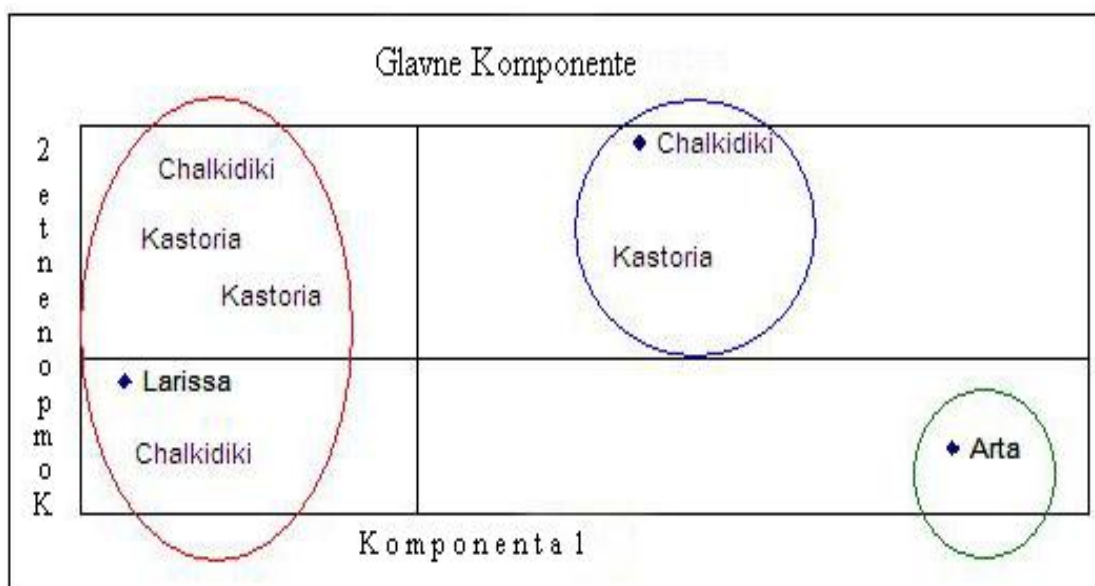 Glavne Komponente
Komponente 2
Chalkidiki
Chalkidiki
Kastoria
Kastoria
Kastoria
Larissa
Chalkidiki
Arta
Komponenta 1